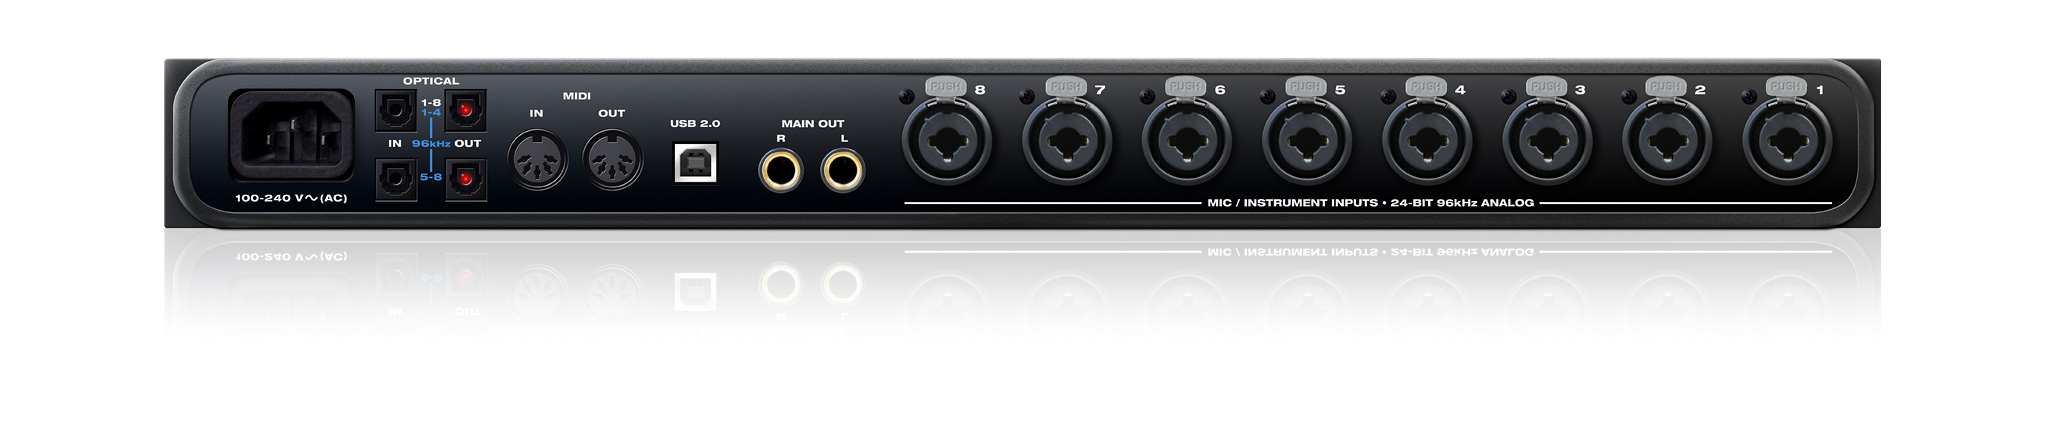 OPTICAL
1-8
1-4
IN
96kHz
OUT
5-8
100-240 V~(AC)
MIDI
IN
OUT
USB 2.0
MAIN OUT
R
L
PUSH
8
PUSH
7
PUSH
6
PUSH
5
PUSH
4
PUSH
3
PUSH
2
PUSH
1
MIC / INSTRUMENT INPUTS • 24-BIT 96kHz ANALOG